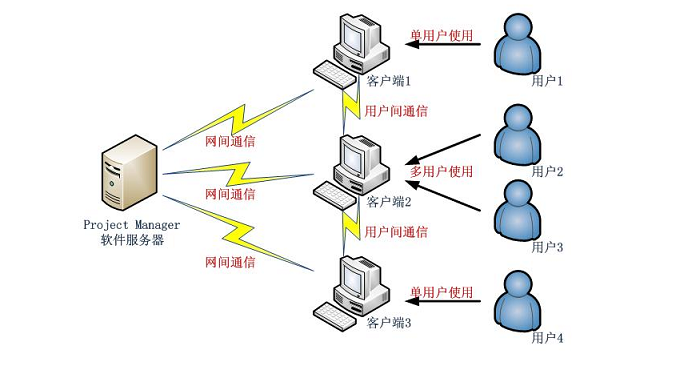 单用户使用
客户端1
用户1
用户间通信
网间通信
多用户使用
用户2
网间通信
客户端2
Project Manager
软件服务器
用户间通信
用户3
网间通信
单用户使用
客户端3
用户4